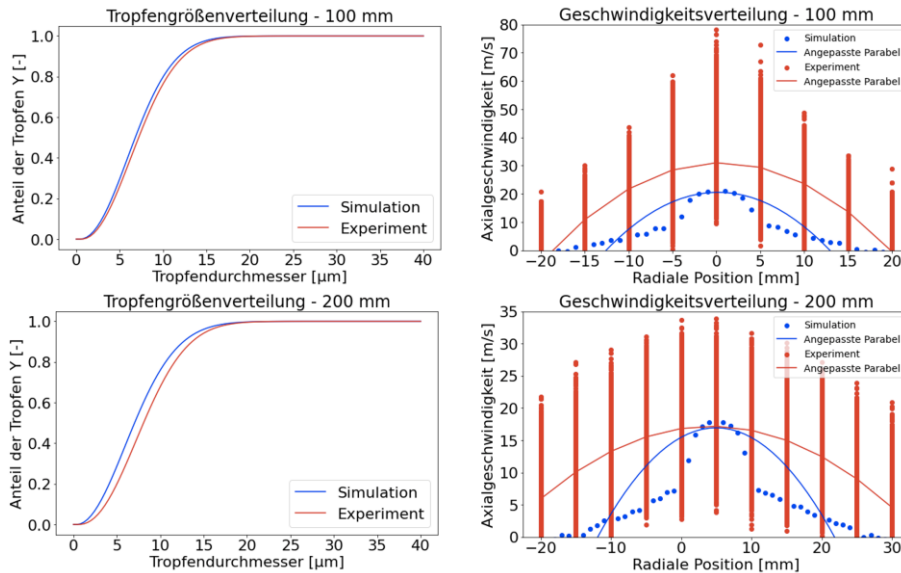 Tropfengrößenverteilung - 100 mm
Anteil der Tropfen Y [-]
1.0
0.8
0.6
0.4
0.2
0.0
Simulation
Experiment
0 5 10 15 20 25 30 35 40
Tropfendurchmesser [µm]
Geschwindigkeitsverteilung - 100 mm
Axialgeschwindigkeit [m/s]
80
70
60
50
40
30
20
10
0
Simulation
Angepasste Parabel
Experiment
Angepasste Parabel
−20 −15 −10 −5 0 5 10 15 20
Radiale Position [mm]
Tropfengrößenverteilung - 200 mm
Anteil der Tropfen Y [-]
1.0
0.8
0.6
0.4
0.2
0.0
Simulation
Experiment
0 5 10 15 20 25 30 35 40
Tropfendurchmesser [µm]
Geschwindigkeitsverteilung - 200 mm
Axialgeschwindigkeit [m/s]
35
30
25
20
15
10
5
0
Simulation
Angepasste Parabel
Experiment
Angepasste Parabel
−20 −10 0 10 20 30
Radiale Position [mm]